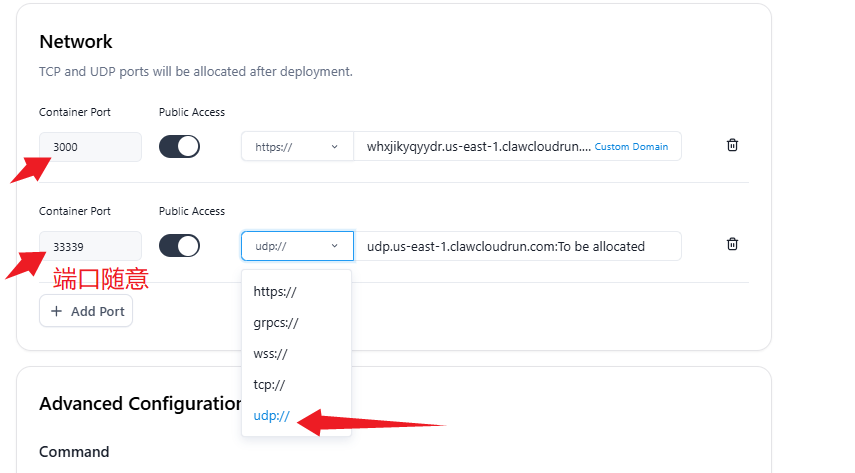 Network
TCP and UDP ports will be allocated after deployment.
Container Port Public Access
3000 https:// whxjikyqyydr.us-east-1.clawcloudrun.... Custom Domain
Container Port Public Access
33339 udp:// udp.us-east-1.clawcloudrun.com:To be allocated
端口随意
https://
+ Add Port
grpcs://
wss://
tcp://
Advanced Configuration
udp://
Command